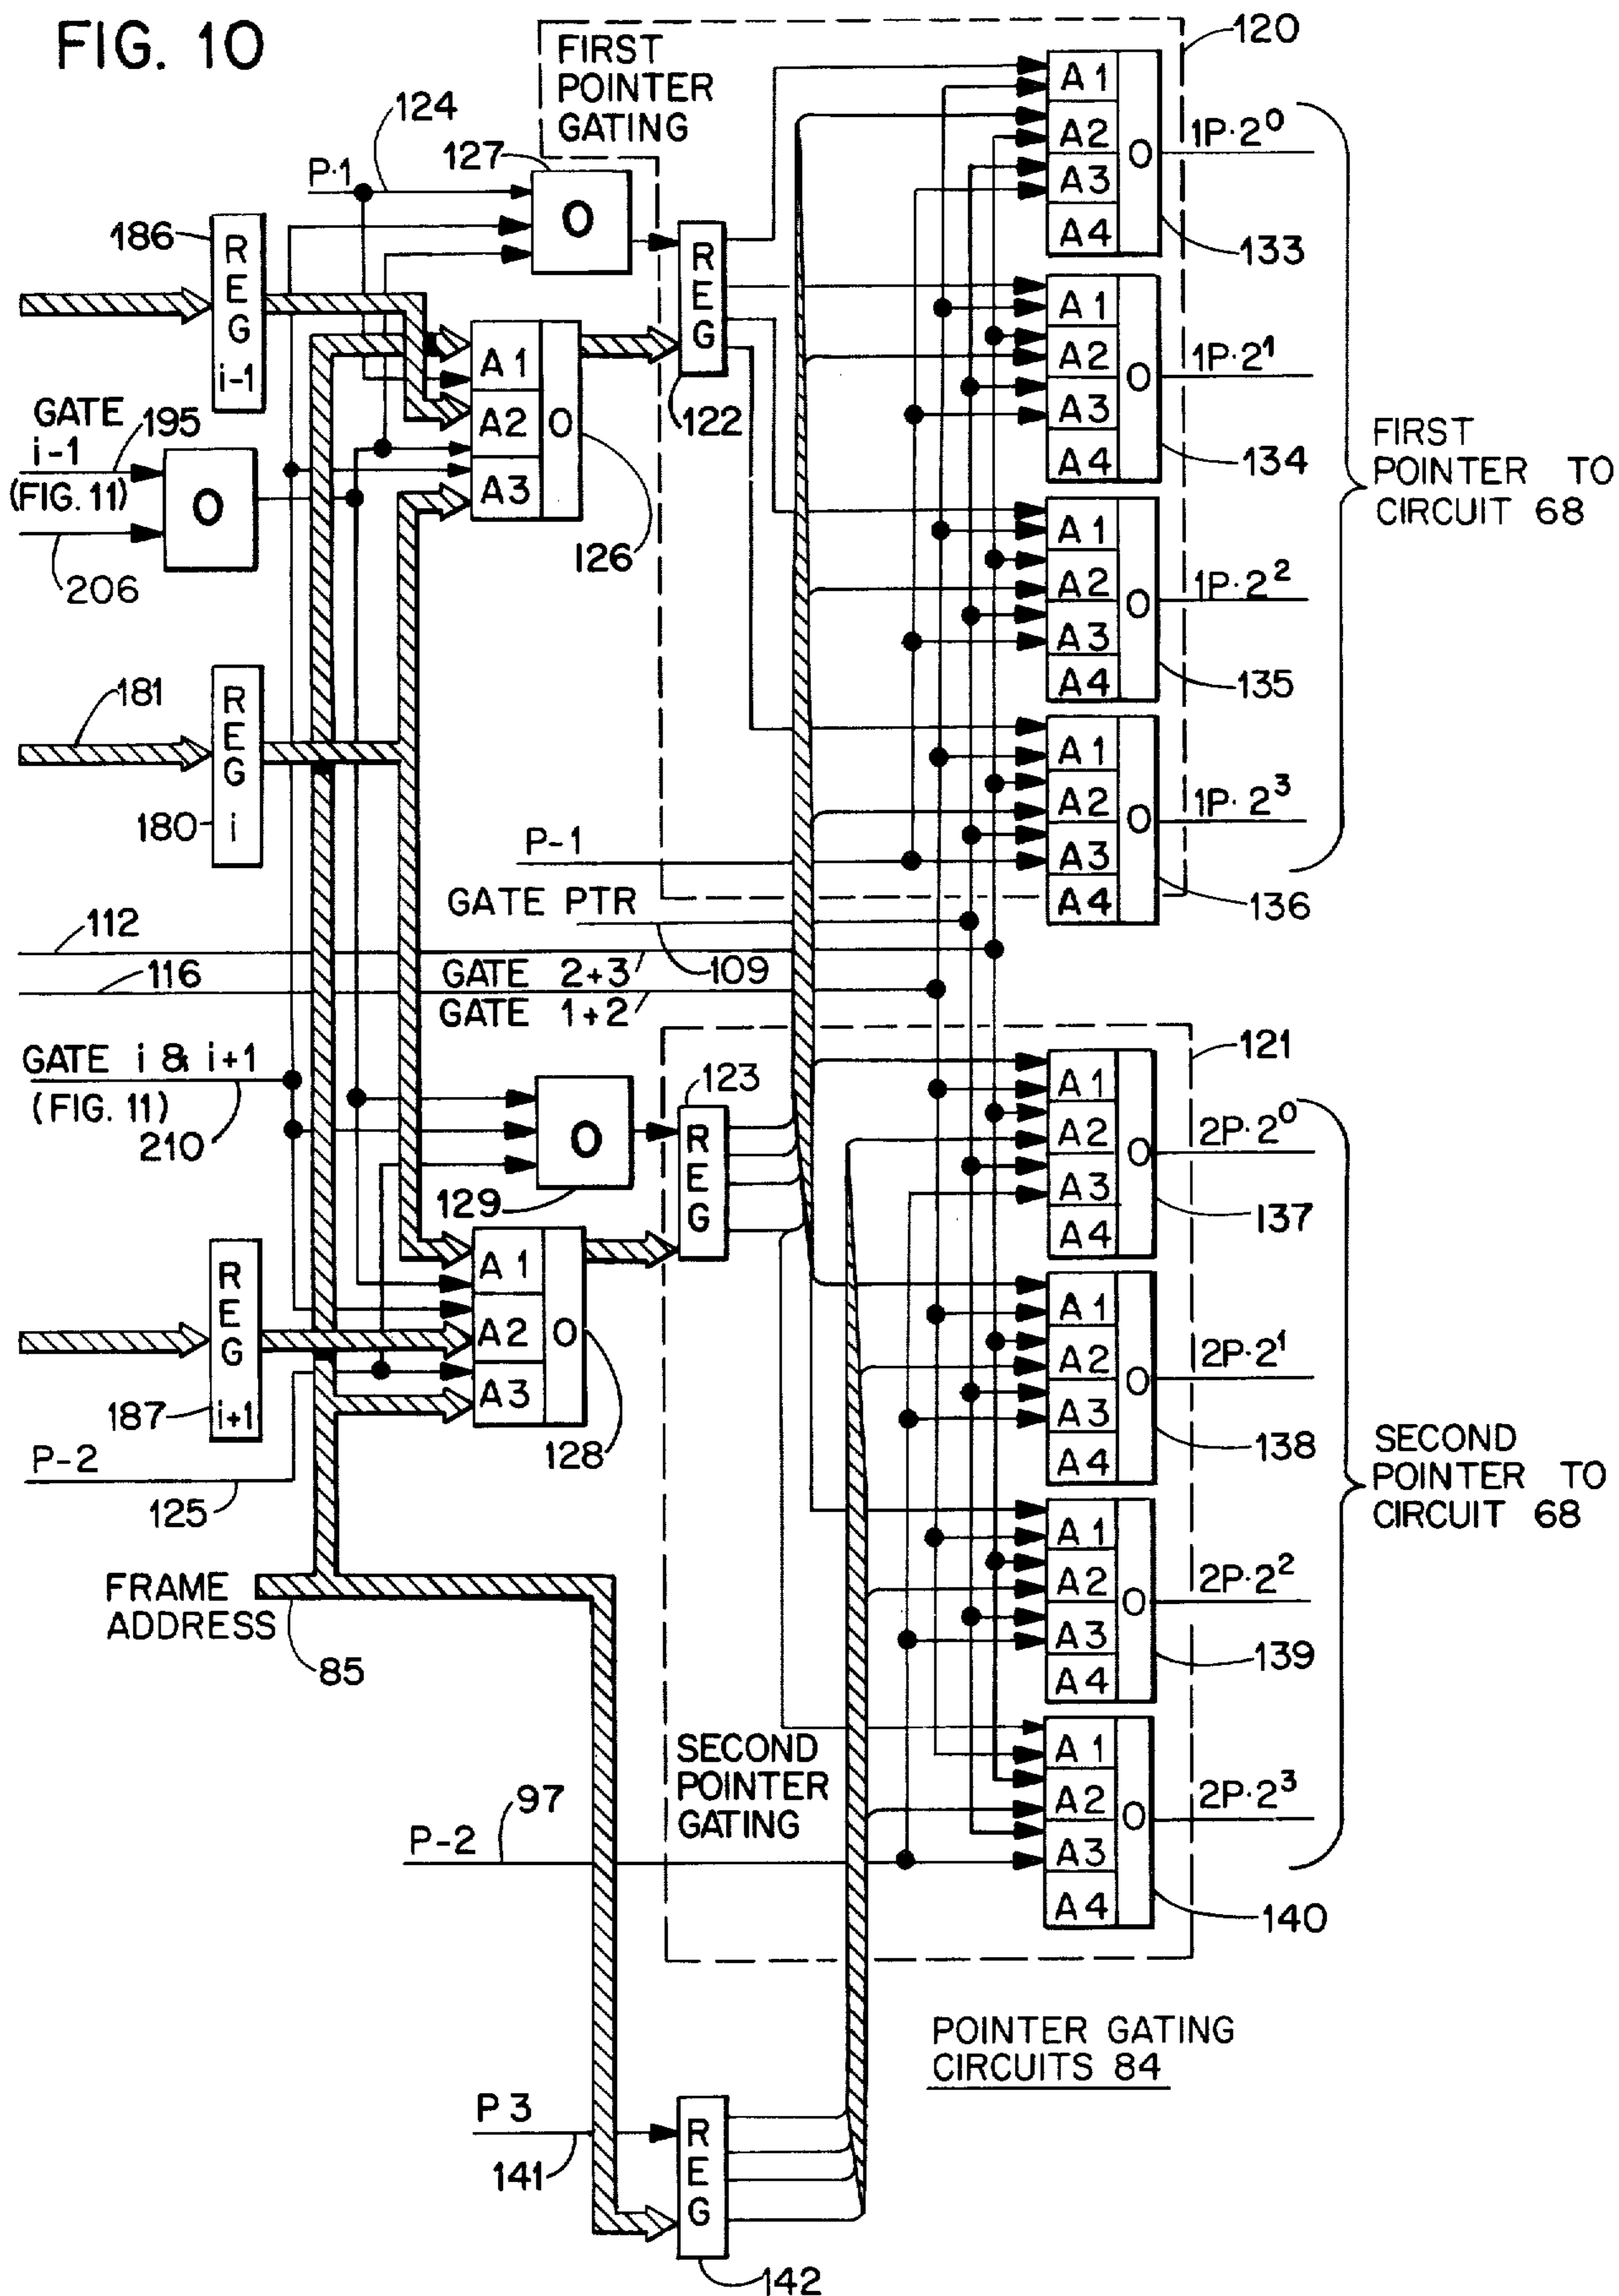 FIG. 10
FIRST
POINTER
GATING
120
124
P·1
127
O
186
REG i-1
REG
122
A1
A2
A3
O
126
GATE
i-1
195
(FIG. 11)
O
206
181
REG i
180
A1
A2
A3
A4
O
133
1P·2⁰
A1
A2
A3
A4
O
134
1P·2¹
A1
A2
A3
A4
O
135
1P·2²
A1
A2
A3
A4
O
136
1P·2³
FIRST
POINTER TO
CIRCUIT 68
P-1
GATE PTR
109
112
GATE 2+3
116
GATE 1+2
GATE i & i+1
(FIG. 11)
210
O
129
123
REG
121
A1
A2
A3
O
128
REG i+1
187
P-2
125
FRAME
ADDRESS
85
A1
A2
A3
A4
O
137
2P·2⁰
A1
A2
A3
A4
O
138
2P·2¹
A1
A2
A3
A4
O
139
2P·2²
A1
A2
A3
A4
O
140
2P·2³
SECOND
POINTER TO
CIRCUIT 68
SECOND
POINTER
GATING
97
P-2
P3
141
REG
142
POINTER GATING
CIRCUITS 84